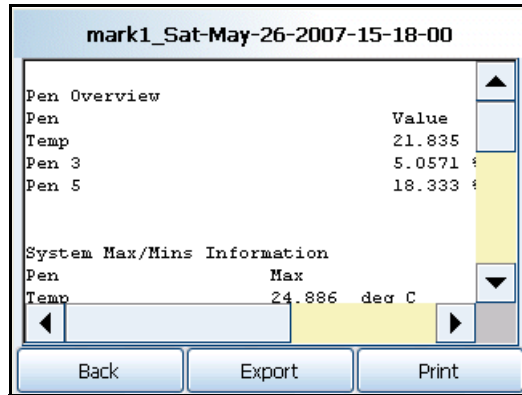 mark1_Sat-May-26-2007-15-18-00
Pen Overview
Pen Value
Temp 21.835
Pen 3 5.0571
Pen 5 18.333
System Max/Mins Information
Pen Max
Temp 24.886 deg C
Back Export Print